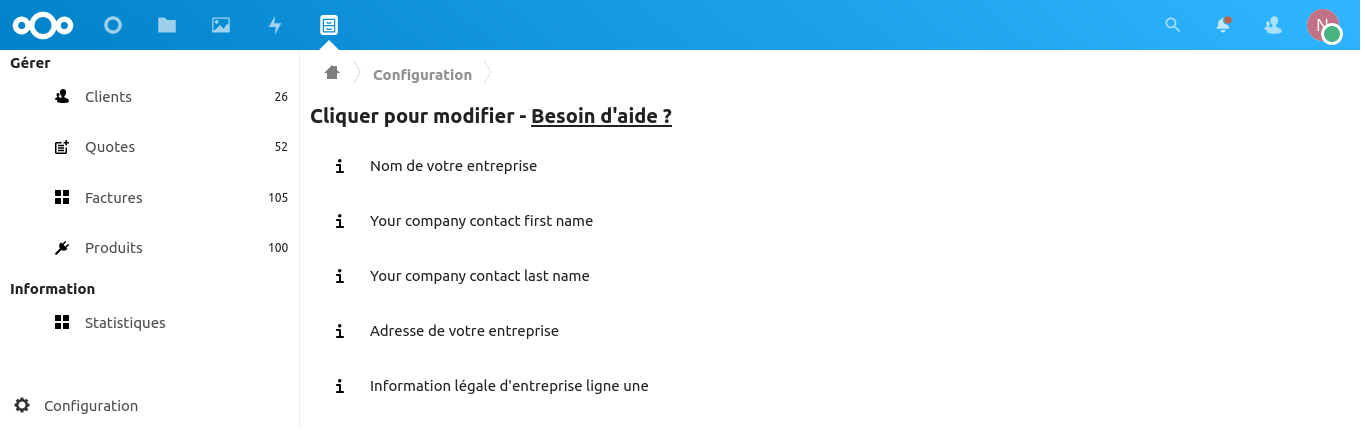 N
Gérer
Clients 26
Quotes 52
Factures 105
Produits 100
Information
Statistiques
Configuration
Configuration
Cliquer pour modifier - Besoin d'aide ?
Nom de votre entreprise
Your company contact first name
Your company contact last name
Adresse de votre entreprise
Information légale d'entreprise ligne une